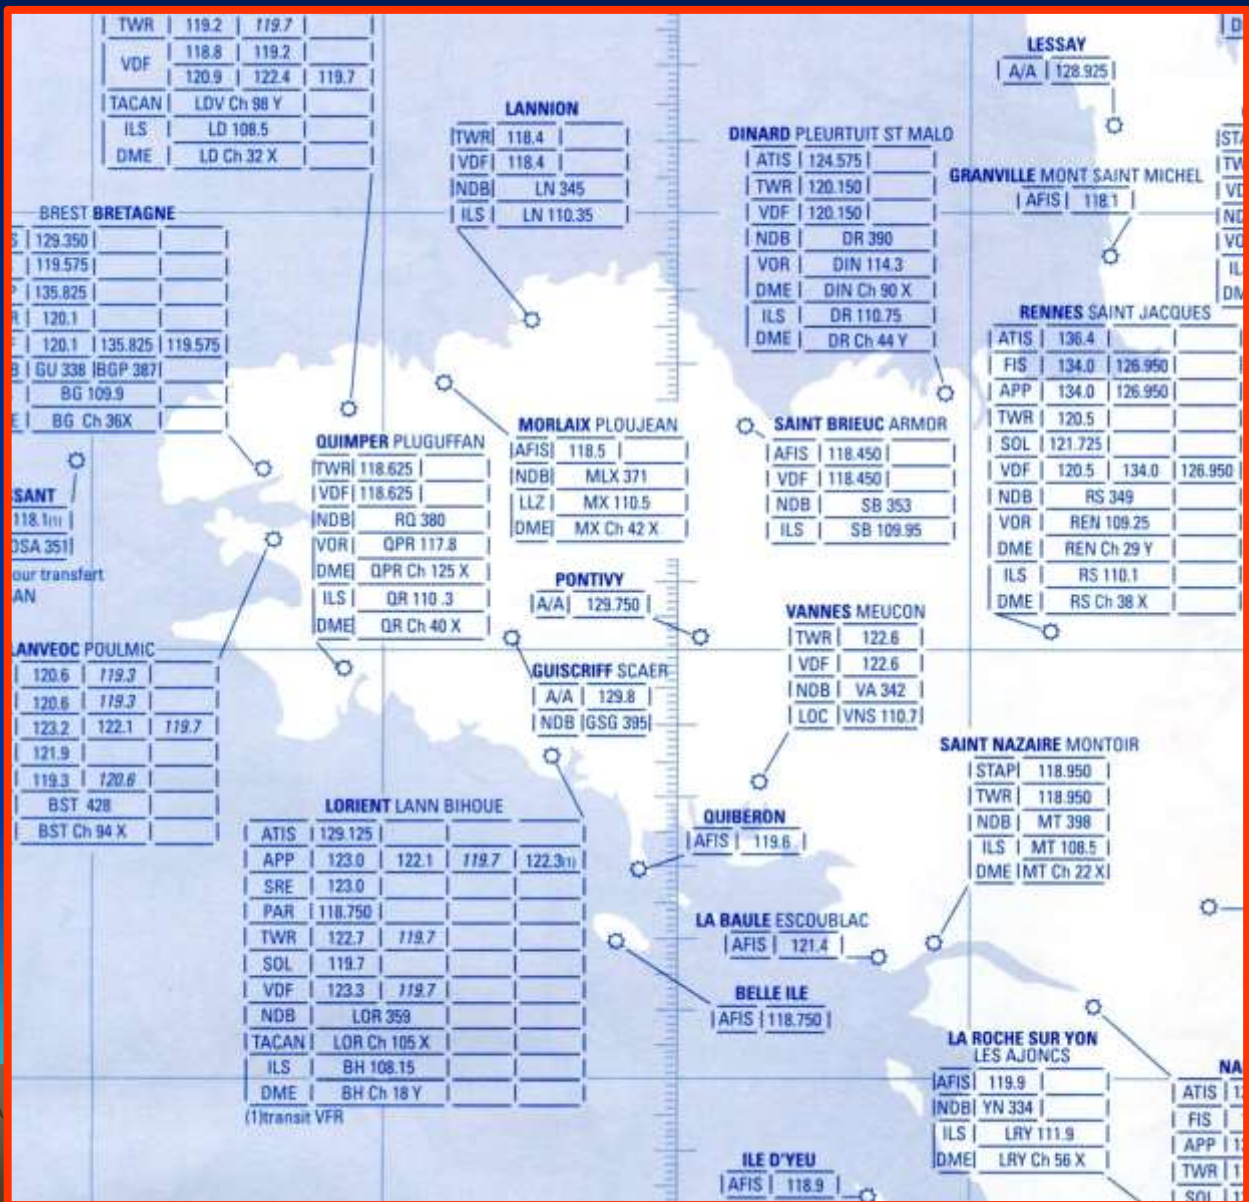 TWR 119.2 119.7
VDF 118.8 119.2
120.9 122.4 119.7
TACAN LDV Ch 98 Y
ILS LD 108.5
DME LD Ch 32 X
LESSAY
A/A 128.925
LANNION
TWR 118.4
VDF 118.4
NDB LN 345
ILS LN 110.35
DINARD PLEURTUIT ST MALO
ATIS 124.575
TWR 120.150
VDF 120.150
NDB DR 390
VOR DIN 114.3
DME DIN Ch 90 X
ILS DR 110.75
DME DR Ch 44 Y
GRANVILLE MONT SAINT MICHEL
AFIS 118.1
BREST BRETAGNE
129.350
119.575
135.825
120.1
120.1 135.825 119.575
GU 338 BGP 387
BG 109.9
BG Ch 36X
RENNES SAINT JACQUES
ATIS 136.4
FIS 134.0 126.950
APP 134.0 126.950
TWR 120.5
SOL 121.725
VDF 120.5 134.0 126.950
NDB RS 349
VOR REN 109.25
DME REN Ch 29 Y
ILS RS 110.1
DME RS Ch 38 X
QUIMPER PLUGUFFAN
TWR 118.625
VDF 118.625
NDB RQ 380
VOR QPR 117.8
DME QPR Ch 125 X
ILS QR 110 .3
DME QR Ch 40 X
MORLAIX PLOUJEAN
AFIS 118.5
NDB MLX 371
LLZ MX 110.5
DME MX Ch 42 X
SAINT BRIEUC ARMOR
AFIS 118.450
VDF 118.450
NDB SB 353
ILS SB 109.95
SSANT
118.1(1)
OSA 351
our transfert
AN
PONTIVY
A/A 129.750
VANNES MEUCON
TWR 122.6
VDF 122.6
NDB VA 342
LOC VNS 110.7
LANVEOC POULMIC
120.6 119.3
120.6 119.3
123.2 122.1 119.7
121.9
119.3 120.6
BST 428
BST Ch 94 X
GUISCRIFF SCAER
A/A 129.8
NDB GSG 395
SAINT NAZAIRE MONTOIR
STAP 118.950
TWR 118.950
NDB MT 398
ILS MT 108.5
DME MT Ch 22 X
LORIENT LANN BIHOUE
ATIS 129.125
APP 123.0 122.1 119.7 122.3(1)
SRE 123.0
PAR 118.750
TWR 122.7 119.7
SOL 119.7
VDF 123.3 119.7
NDB LOR 359
TACAN LOR Ch 105 X
ILS BH 108.15
DME BH Ch 18 Y
(1)transit VFR
QUIBERON
AFIS 119.6
LA BAULE ESCOUBLAC
AFIS 121.4
BELLE ILE
AFIS 118.750
LA ROCHE SUR YON
LES AJONCS
AFIS 119.9
NDB YN 334
ILS LRY 111.9
DME LRY Ch 56 X
NA
ATIS
FIS
APP
TWR
SOL
ILE D'YEU
AFIS 118.9